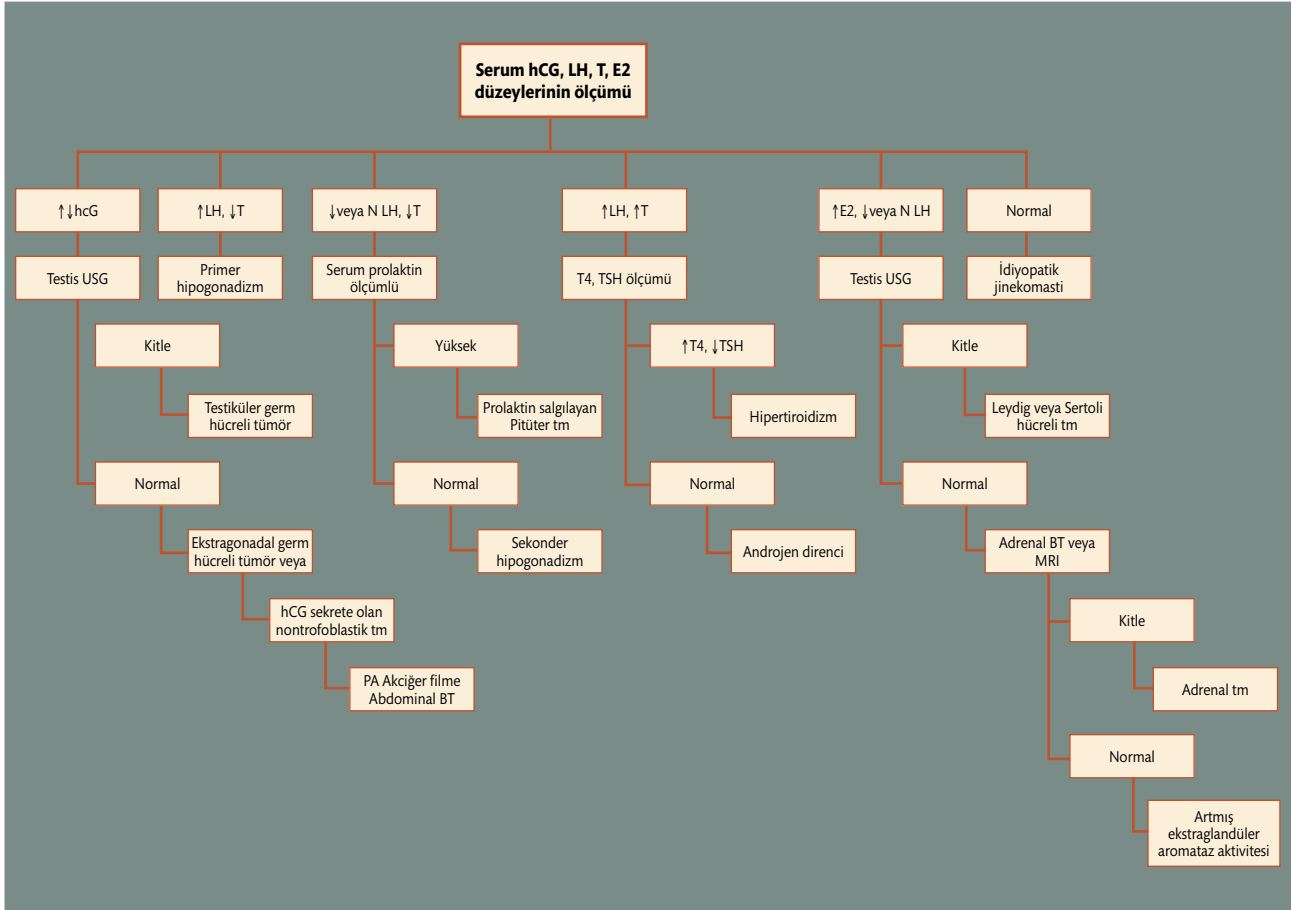 Serum hCG, LH, T, E2
düzeylerinin ölçümü
↑↓hcG
↑LH, ↓T
↓veya N LH, ↓T
↑LH, ↑T
↑E2, ↓veya N LH
Normal
Testis USG
Primer
hipogonadizm
Serum prolaktin
ölçümlü
T4, TSH ölçümü
Testis USG
İdiyopatik
jinekomasti
Kitle
Yüksek
↑T4, ↓TSH
Kitle
Testiküler germ
hücreli tümör
Prolaktin salgılayan
Pitüter tm
Hipertiroidizm
Leydig veya Sertoli
hücreli tm
Normal
Normal
Normal
Normal
Ekstragonadal germ
hücreli tümör veya
Sekonder
hipogonadizm
Androjen direnci
Adrenal BT veya
MRI
hCG sekrete olan
nontrofoblastik tm
Kitle
PA Akciğer filme
Abdominal BT
Adrenal tm
Normal
Artmış
ekstraglandüler
aromataz aktivitesi